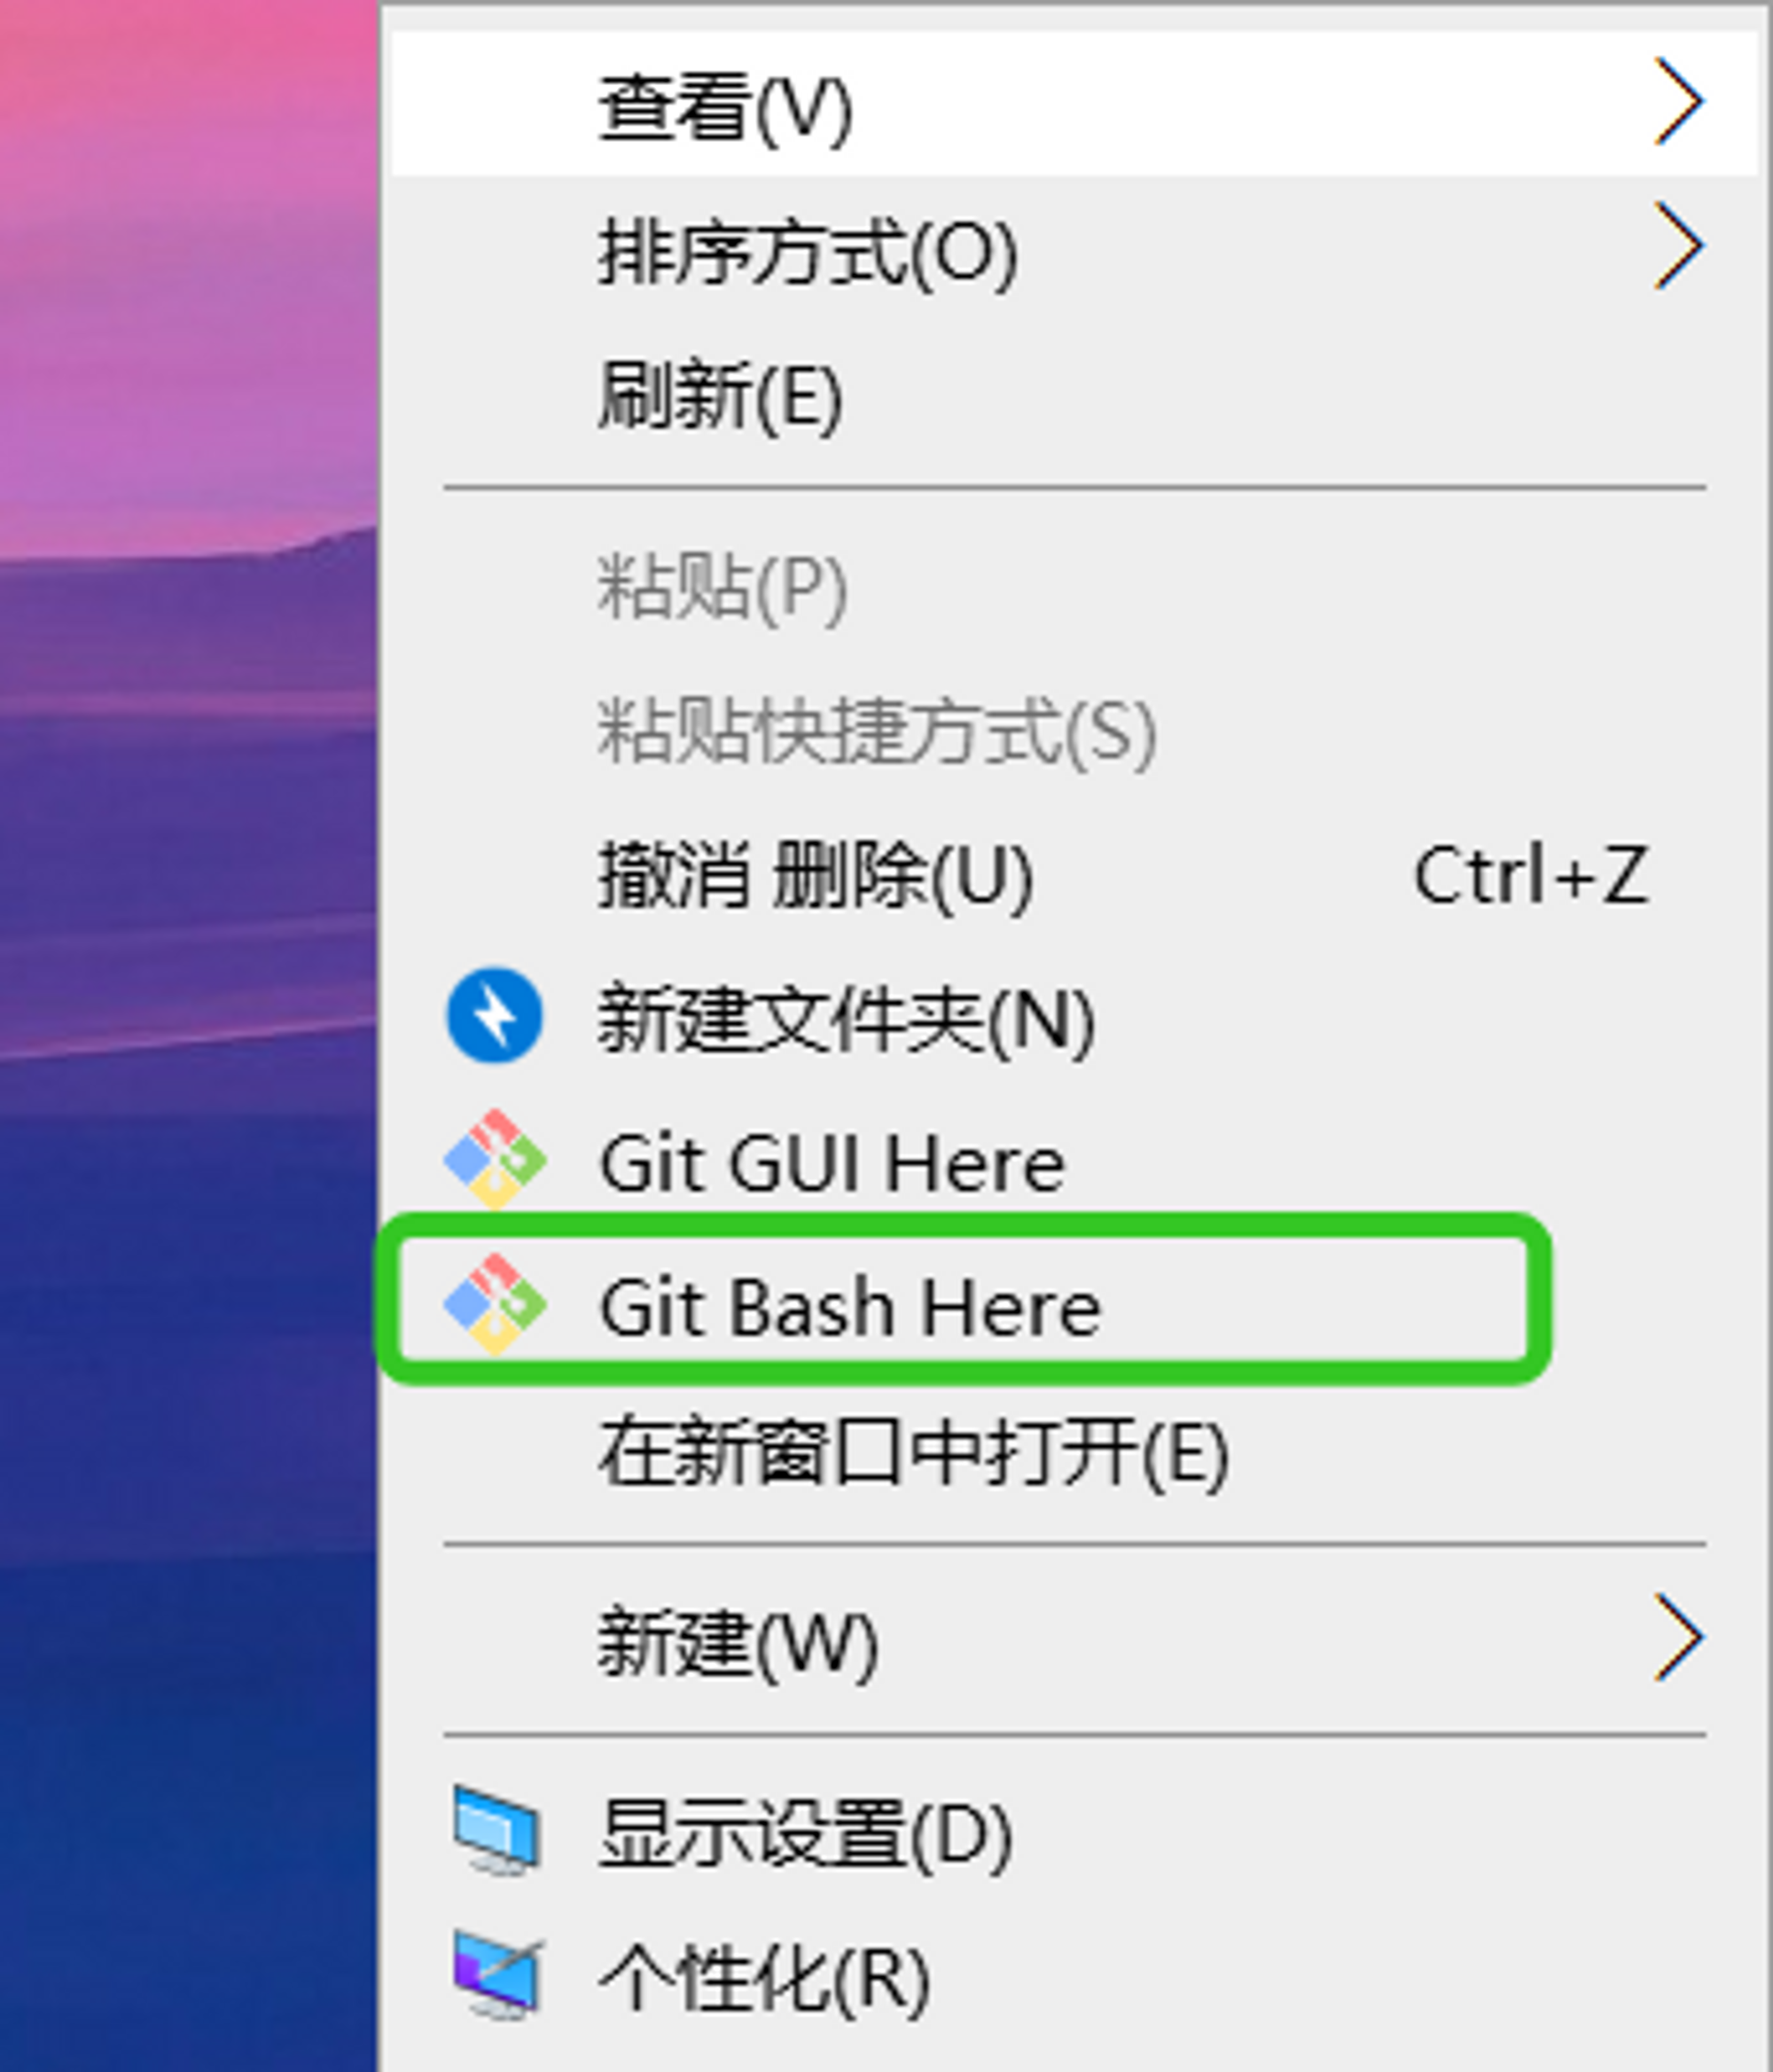 查看(V)
排序方式(O)
刷新(E)
粘贴(P)
粘贴快捷方式(S)
撤消 删除(U) Ctrl+Z
新建文件夹(N)
Git GUI Here
Git Bash Here
在新窗口中打开(E)
新建(W)
显示设置(D)
个性化(R)